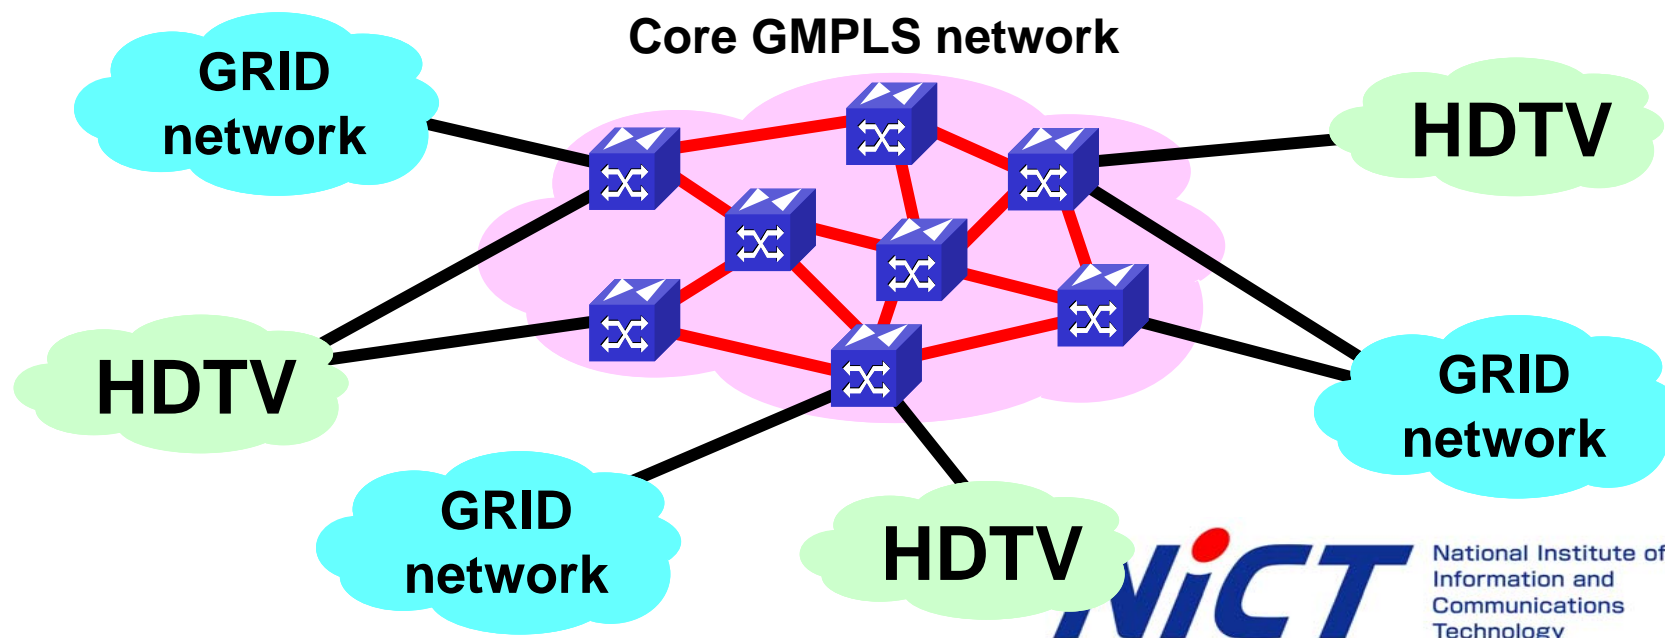 Core GMPLS network
GRID
network
HDTV
HDTV
GRID
network
GRID
network
HDTV
NiCT
National Institute of
Information and
Communications
Technology